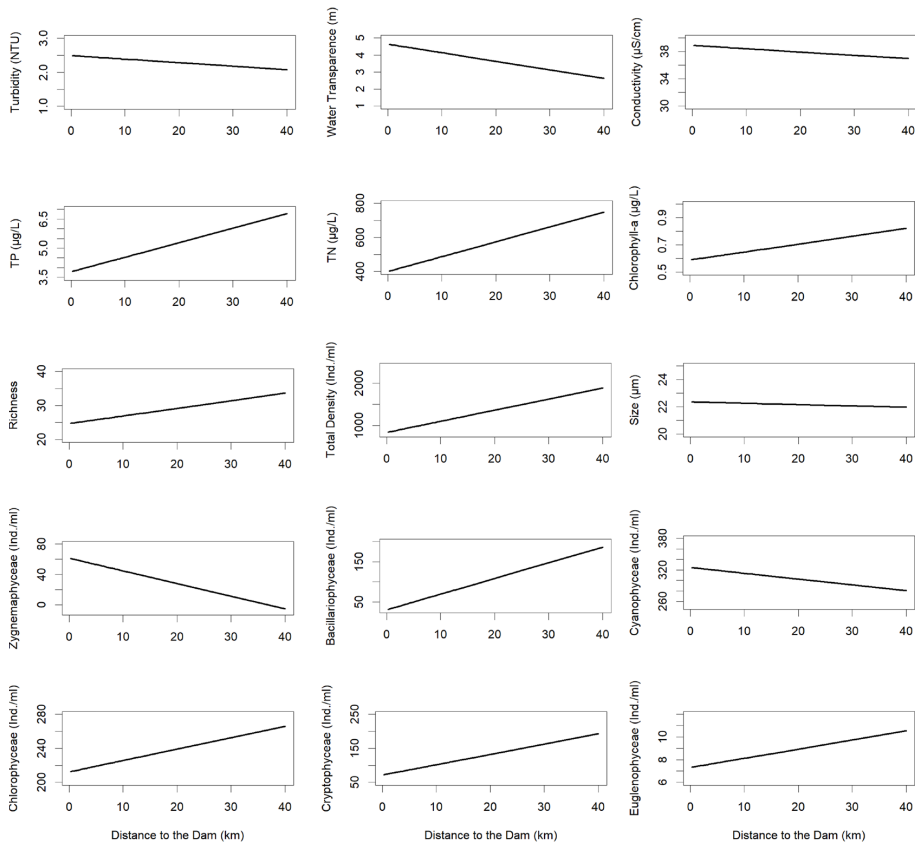 Turbidity (NTU)
3.0
2.0
1.0
0 10 20 30 40
Water Transparence (m)
5
4
3
2
1
0 10 20 30 40
Conductivity (µS/cm)
38
34
30
0 10 20 30 40
TP (µg/L)
6.5
5.0
3.5
0 10 20 30 40
TN (µg/L)
800
600
400
0 10 20 30 40
Chlorophyll-a (µg/L)
0.9
0.7
0.5
0 10 20 30 40
Richness
40
30
20
0 10 20 30 40
Total Density (Ind./ml)
2000
1000
0 10 20 30 40
Size (µm)
24
22
20
0 10 20 30 40
Zygnemaphyceae (Ind./ml)
80
40
0
0 10 20 30 40
Bacillariophyceae (Ind./ml)
150
50
0 10 20 30 40
Cyanophyceae (Ind./ml)
380
320
260
0 10 20 30 40
Chlorophyceae (Ind./ml)
280
240
200
0 10 20 30 40
Distance to the Dam (km)
Cryptophyceae (Ind./ml)
250
150
50
0 10 20 30 40
Distance to the Dam (km)
Euglenophyceae (Ind./ml)
10
8
6
0 10 20 30 40
Distance to the Dam (km)